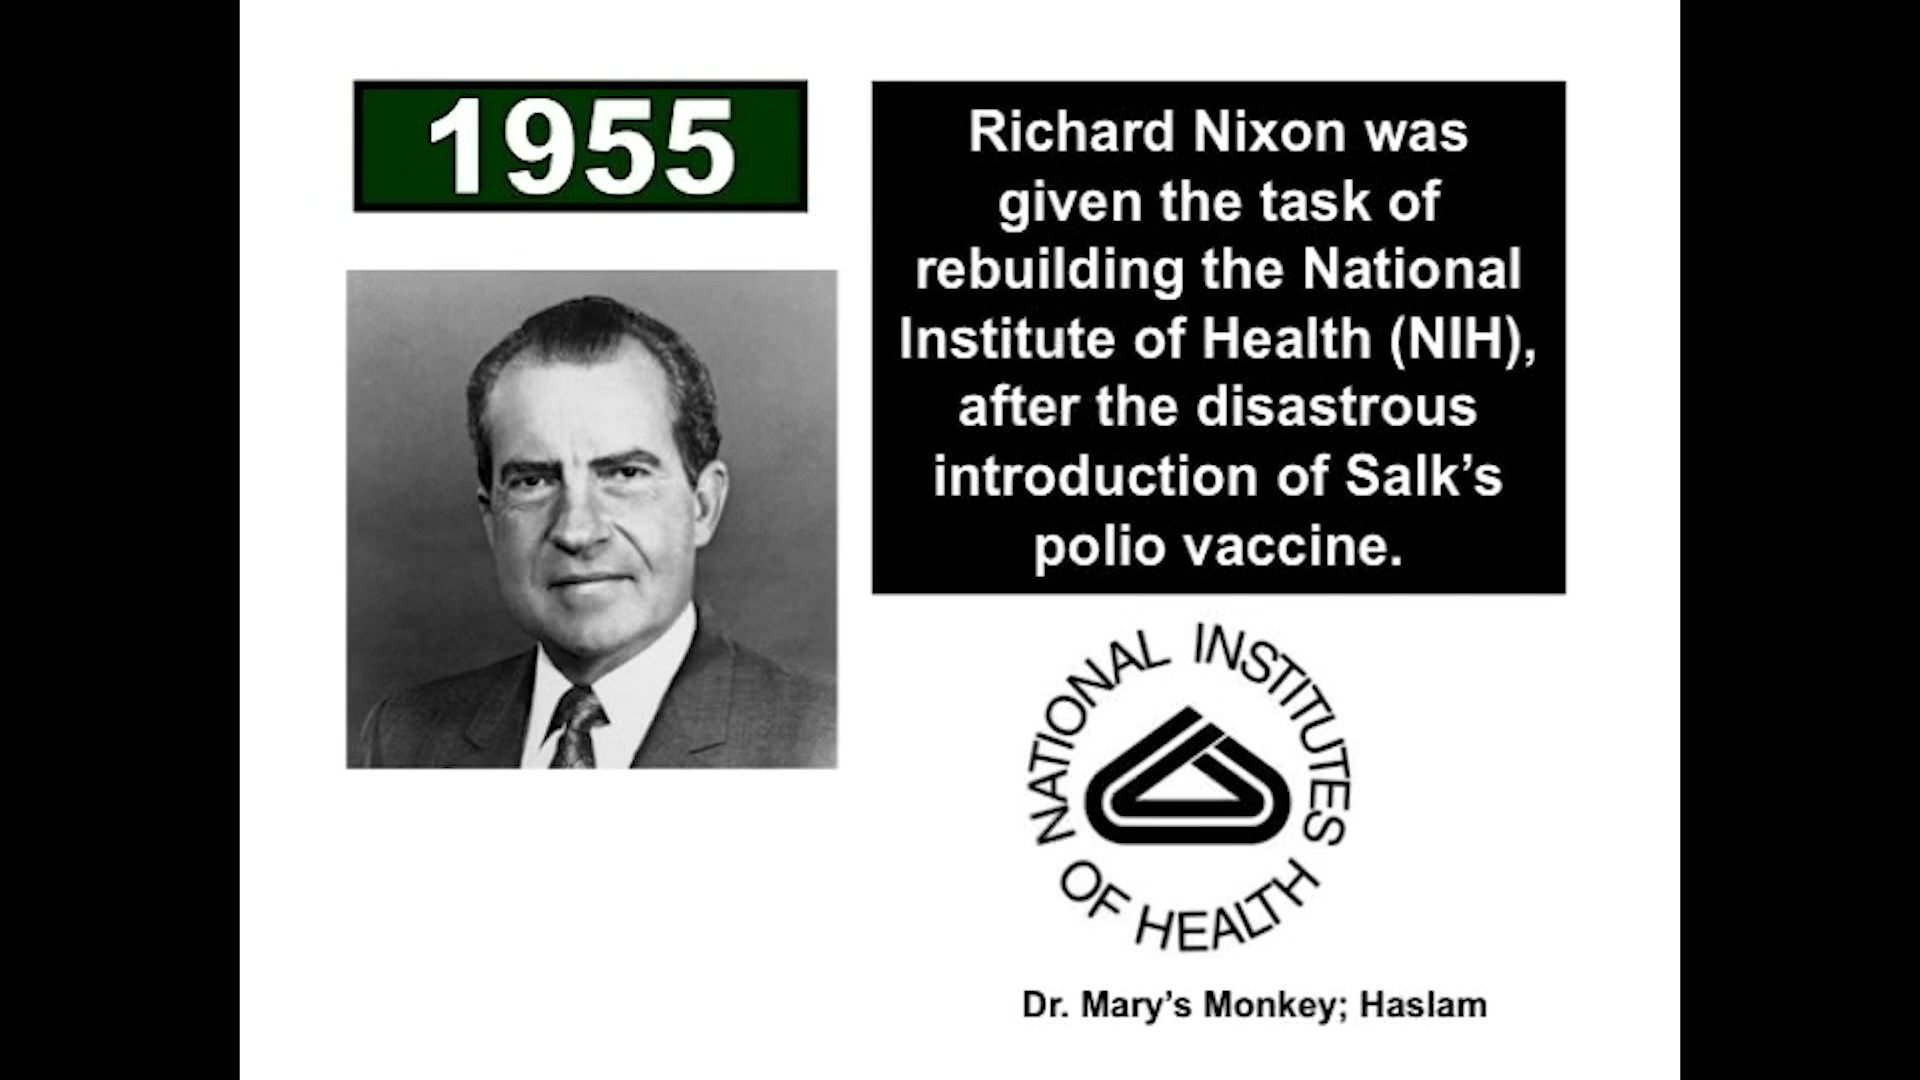 1955
Richard Nixon was
given the task of
rebuilding the National
Institute of Health (NIH),
after the disastrous
introduction of Salk’s
polio vaccine.
NATIONAL INSTITUTES
OF HEALTH
Dr. Mary’s Monkey; Haslam